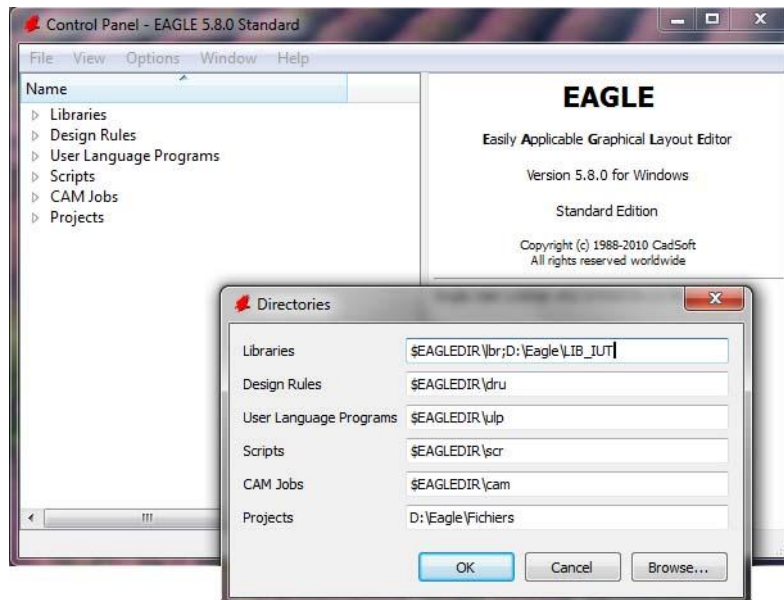 Control Panel - EAGLE 5.8.0 Standard
File View Options Window Help
Name
Libraries
Design Rules
User Language Programs
Scripts
CAM Jobs
Projects
EAGLE
Easily Applicable Graphical Layout Editor
Version 5.8.0 for Windows
Standard Edition
Copyright (c) 1988-2010 CadSoft
All rights reserved worldwide
Directories
Libraries $EAGLEDIR\lbr;D:\Eagle\LIB_IUT
Design Rules $EAGLEDIR\dru
User Language Programs $EAGLEDIR\ulp
Scripts $EAGLEDIR\scr
CAM Jobs $EAGLEDIR\cam
Projects D:\Eagle\Fichiers
OK Cancel Browse...